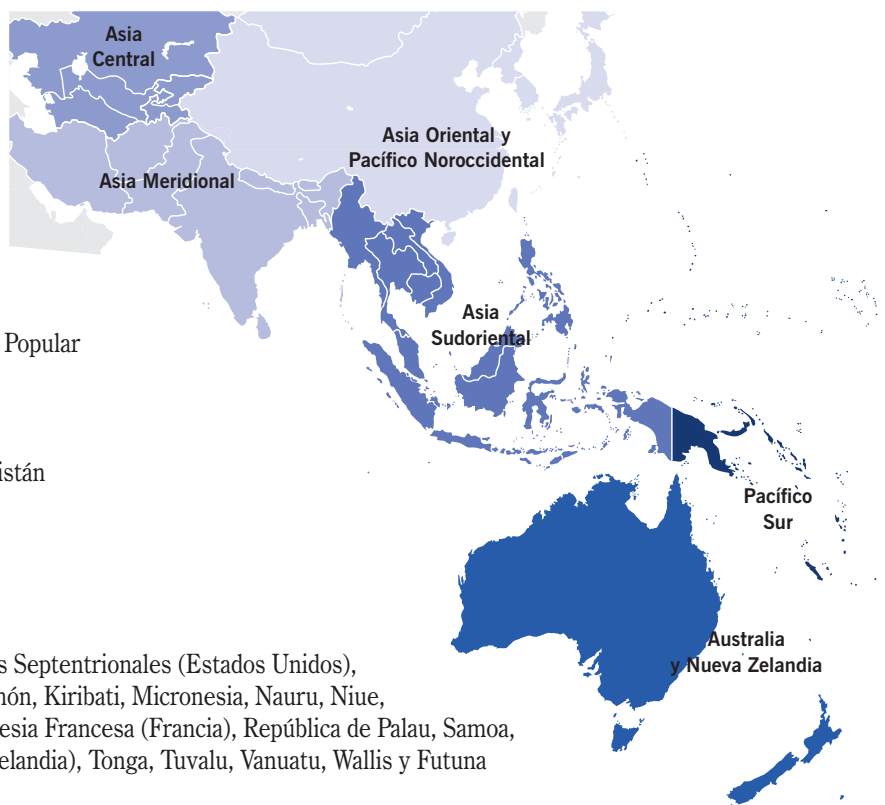 Asia
Central
Asia Oriental y
Pacífico Noroccidental
Asia Meridional
Asia
Sudoriental
Popular
istán
Pacífico
Sur
Australia
y Nueva Zelandia
s Septentrionales (Estados Unidos),
nón, Kiribati, Micronesia, Nauru, Niue,
esia Francesa (Francia), República de Palau, Samoa,
elandia), Tonga, Tuvalu, Vanuatu, Wallis y Futuna